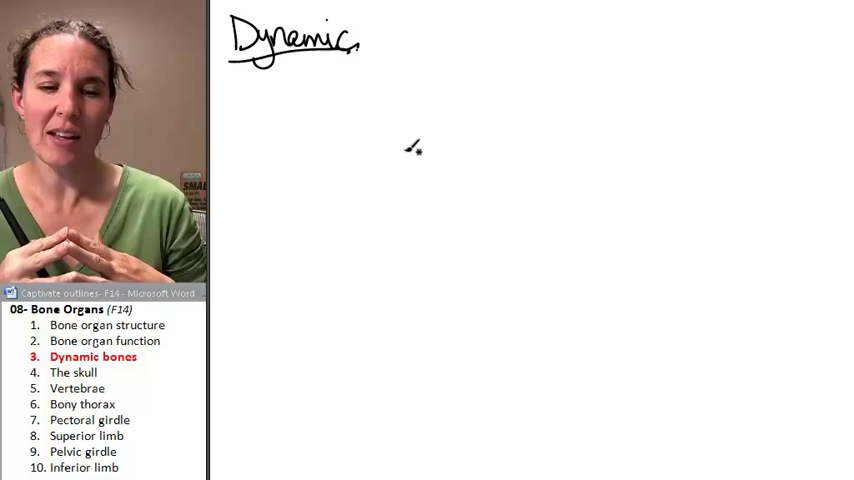 Dynamic
SMALL
Captivate outlines- F14 - Microsoft Word
08- Bone Organs (F14)
1. Bone organ structure
2. Bone organ function
3. Dynamic bones
4. The skull
5. Vertebrae
6. Bony thorax
7. Pectoral girdle
8. Superior limb
9. Pelvic girdle
10. Inferior limb